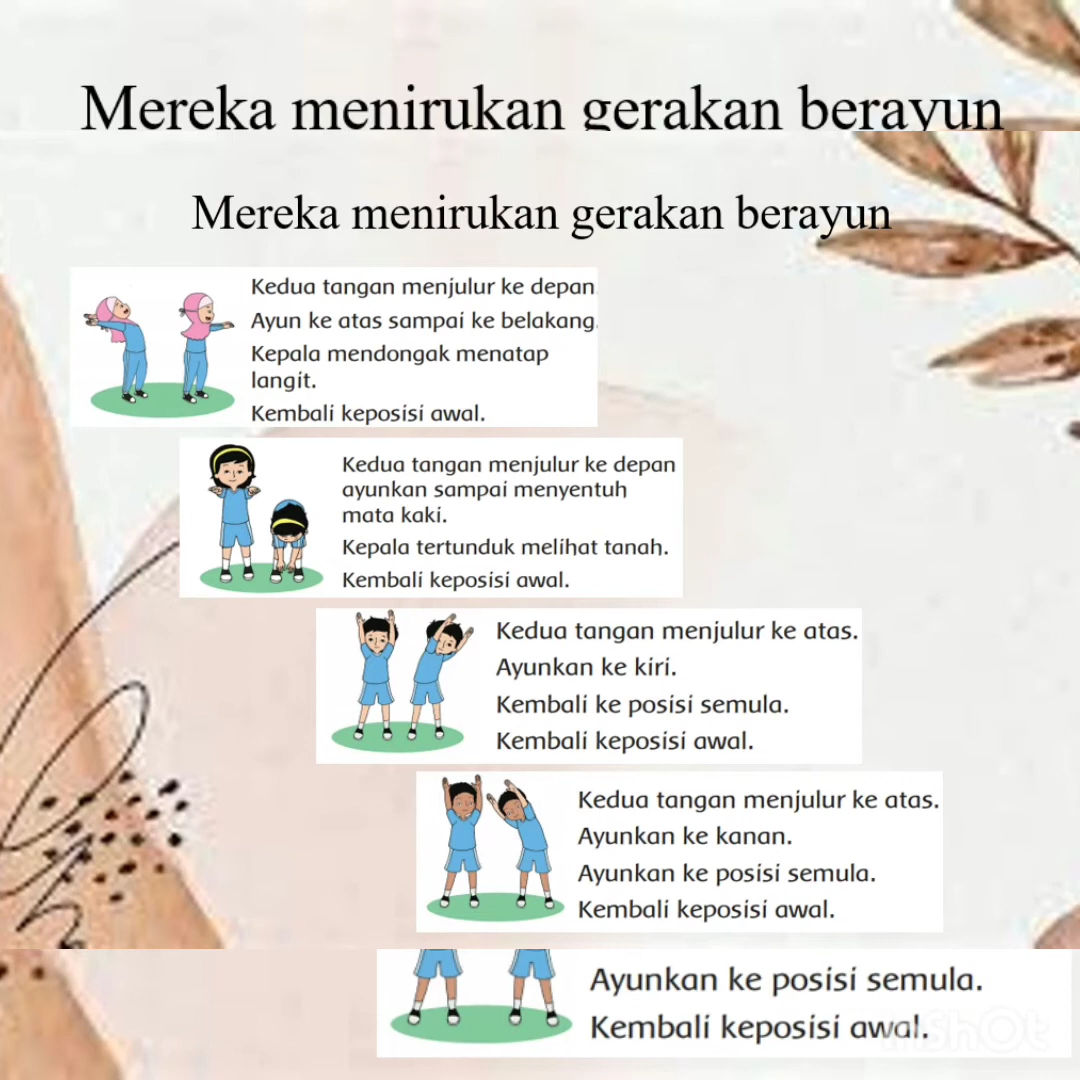 Mereka menirukan gerakan berayun
Mereka menirukan gerakan berayun
Kedua tangan menjulur ke depan.
Ayun ke atas sampai ke belakang.
Kepala mendongak menatap
langit.
Kembali keposisi awal.
Kedua tangan menjulur ke depan
ayunkan sampai menyentuh
mata kaki.
Kepala tertunduk melihat tanah.
Kembali keposisi awal.
Kedua tangan menjulur ke atas.
Ayunkan ke kiri.
Kembali ke posisi semula.
Kembali keposisi awal.
Kedua tangan menjulur ke atas.
Ayunkan ke kanan.
Ayunkan ke posisi semula.
Kembali keposisi awal.
Ayunkan ke posisi semula.
Kembali keposisi awal.
InShOt